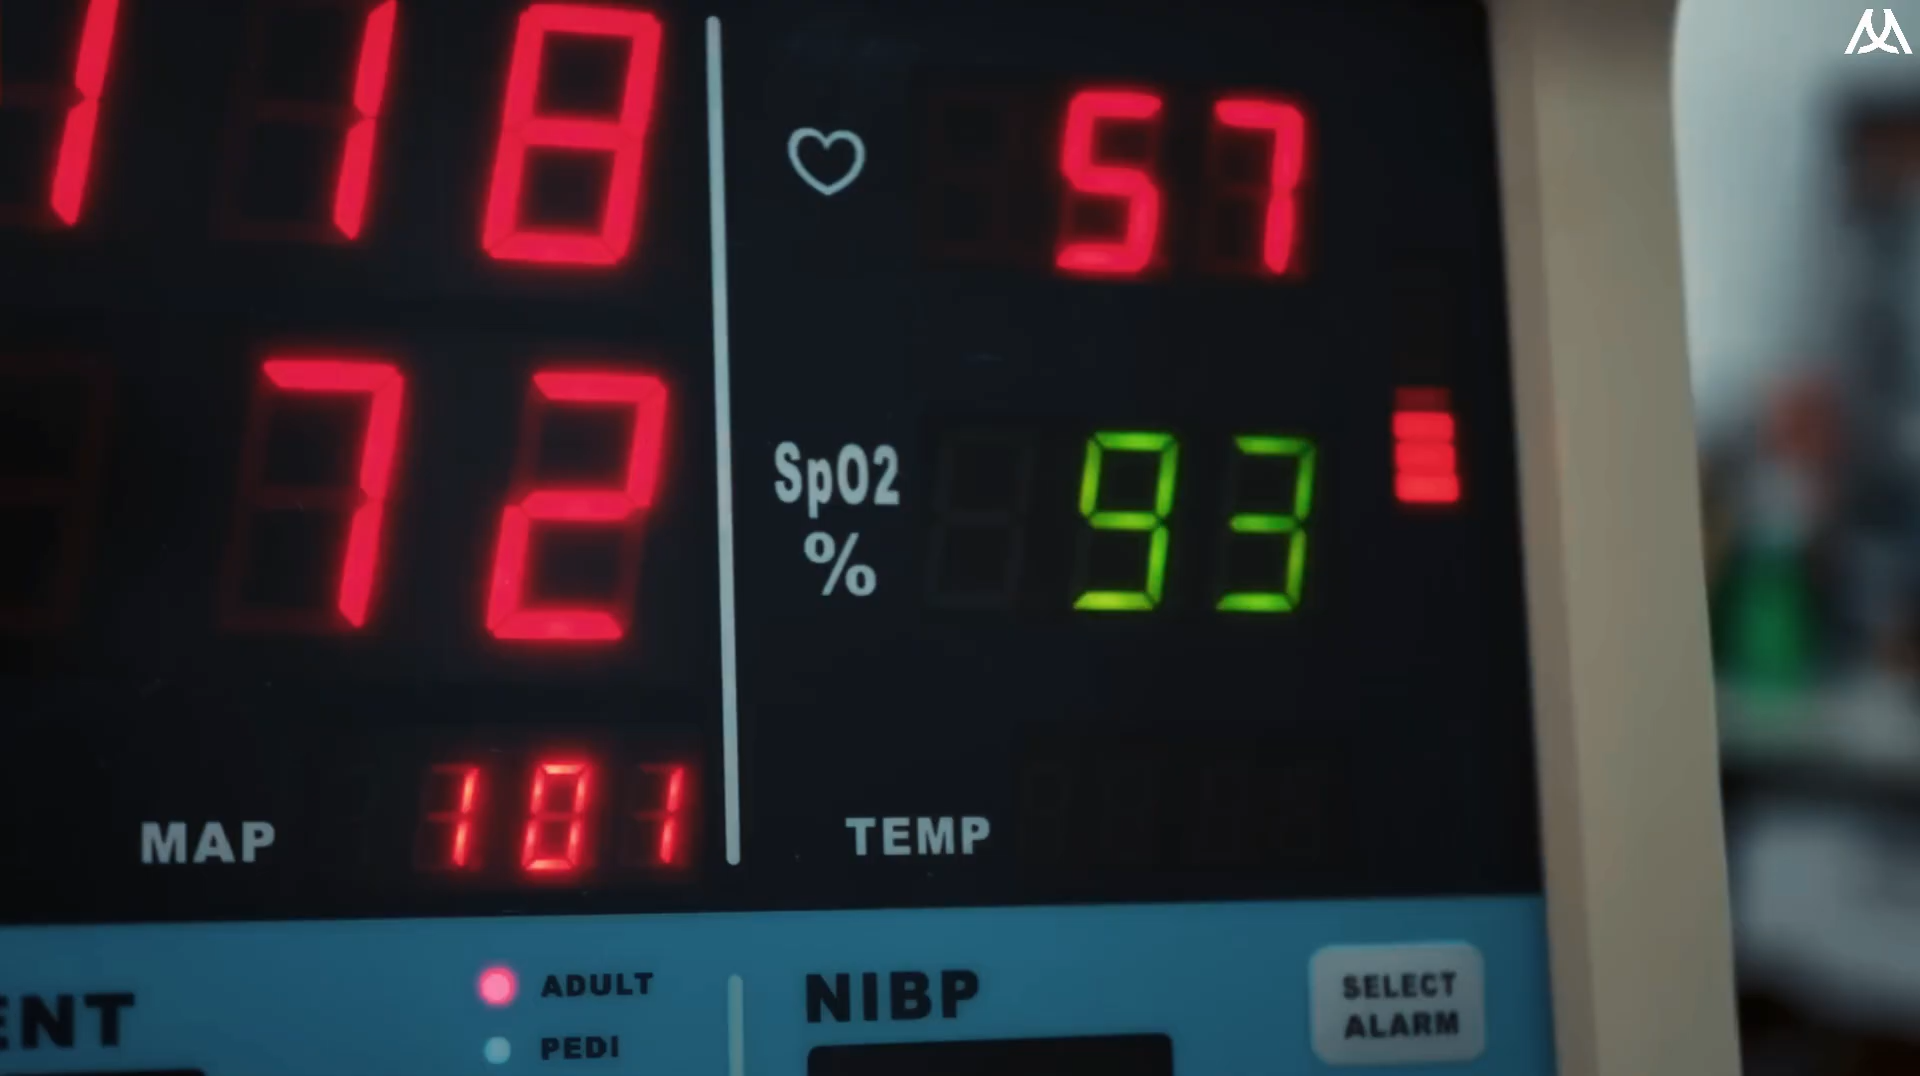 118
57
72
SpO2
%
93
MAP
101
TEMP
ENT
ADULT
PEDI
NIBP
SELECT
ALARM